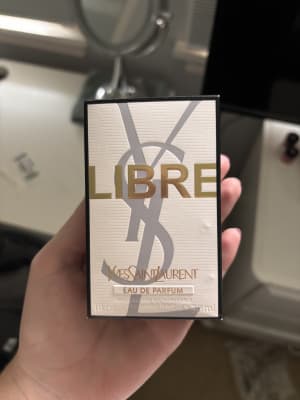 LIBRE
YVESSAINTLAURENT
EAU DE PARFUM